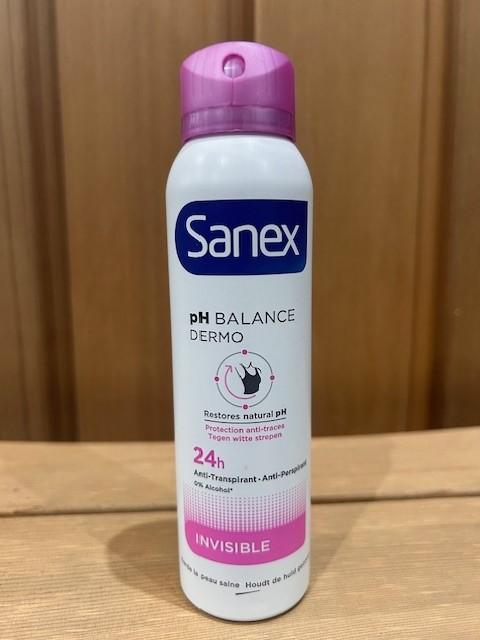 Sanex
pH BALANCE
DERMO
Restores natural pH
Protection anti-traces
Tegen witte strepen
24h
Anti-Transpirant • Anti-Perspirant
0% Alcohol*
INVISIBLE
la peau saine Houdt de huid